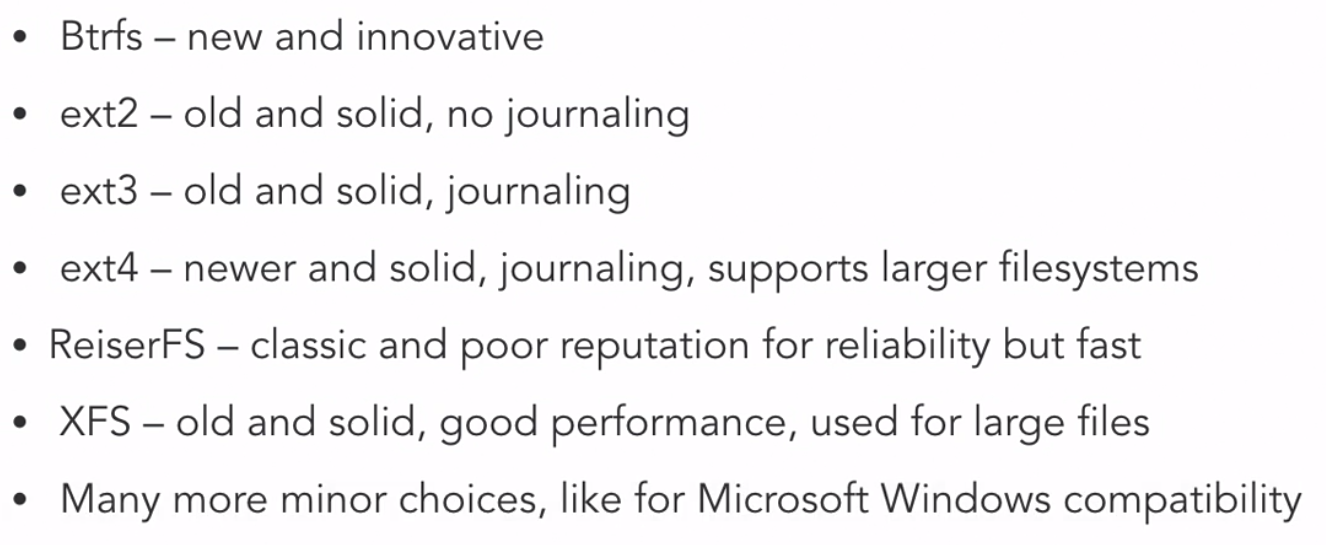 • Btrfs – new and innovative
• ext2 – old and solid, no journaling
• ext3 – old and solid, journaling
• ext4 – newer and solid, journaling, supports larger filesystems
• ReiserFS – classic and poor reputation for reliability but fast
• XFS – old and solid, good performance, used for large files
• Many more minor choices, like for Microsoft Windows compatibility